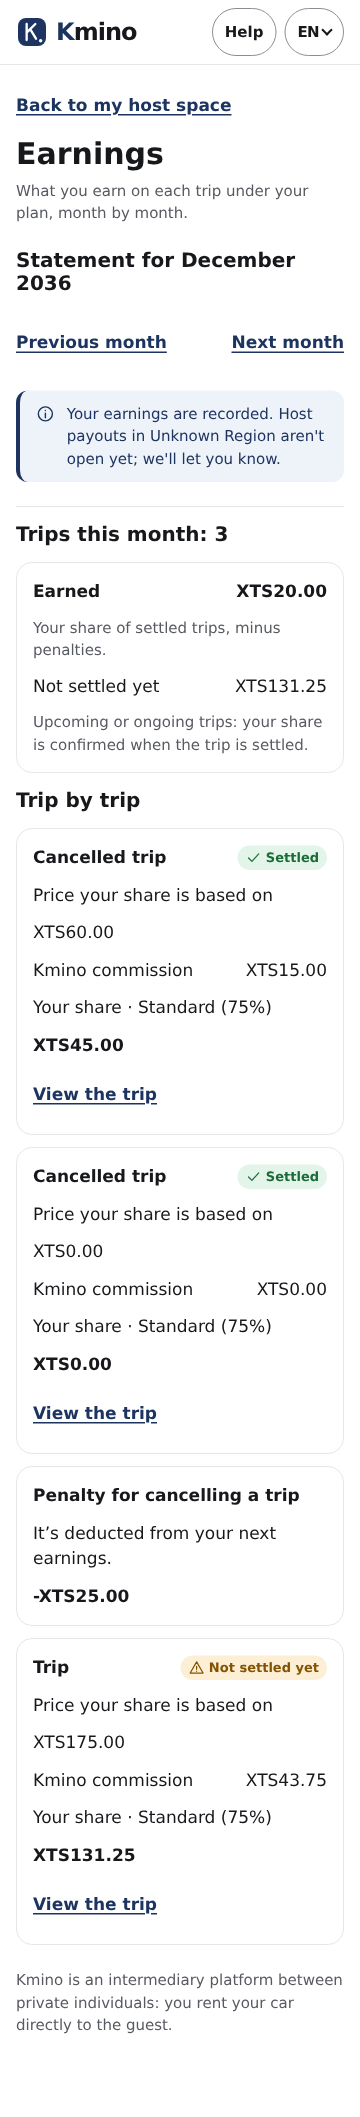 Kmino
Help
EN
Back to my host space
Earnings
What you earn on each trip under your
plan, month by month.
Statement for December
2036
Previous month
Next month
Your earnings are recorded. Host
payouts in Unknown Region aren't
open yet; we'll let you know.
Trips this month: 3
Earned XTS20.00
Your share of settled trips, minus
penalties.
Not settled yet XTS131.25
Upcoming or ongoing trips: your share
is confirmed when the trip is settled.
Trip by trip
Cancelled trip Settled
Price your share is based on
XTS60.00
Kmino commission XTS15.00
Your share · Standard (75%)
XTS45.00
View the trip
Cancelled trip Settled
Price your share is based on
XTS0.00
Kmino commission XTS0.00
Your share · Standard (75%)
XTS0.00
View the trip
Penalty for cancelling a trip
It’s deducted from your next
earnings.
-XTS25.00
Trip Not settled yet
Price your share is based on
XTS175.00
Kmino commission XTS43.75
Your share · Standard (75%)
XTS131.25
View the trip
Kmino is an intermediary platform between
private individuals: you rent your car
directly to the guest.